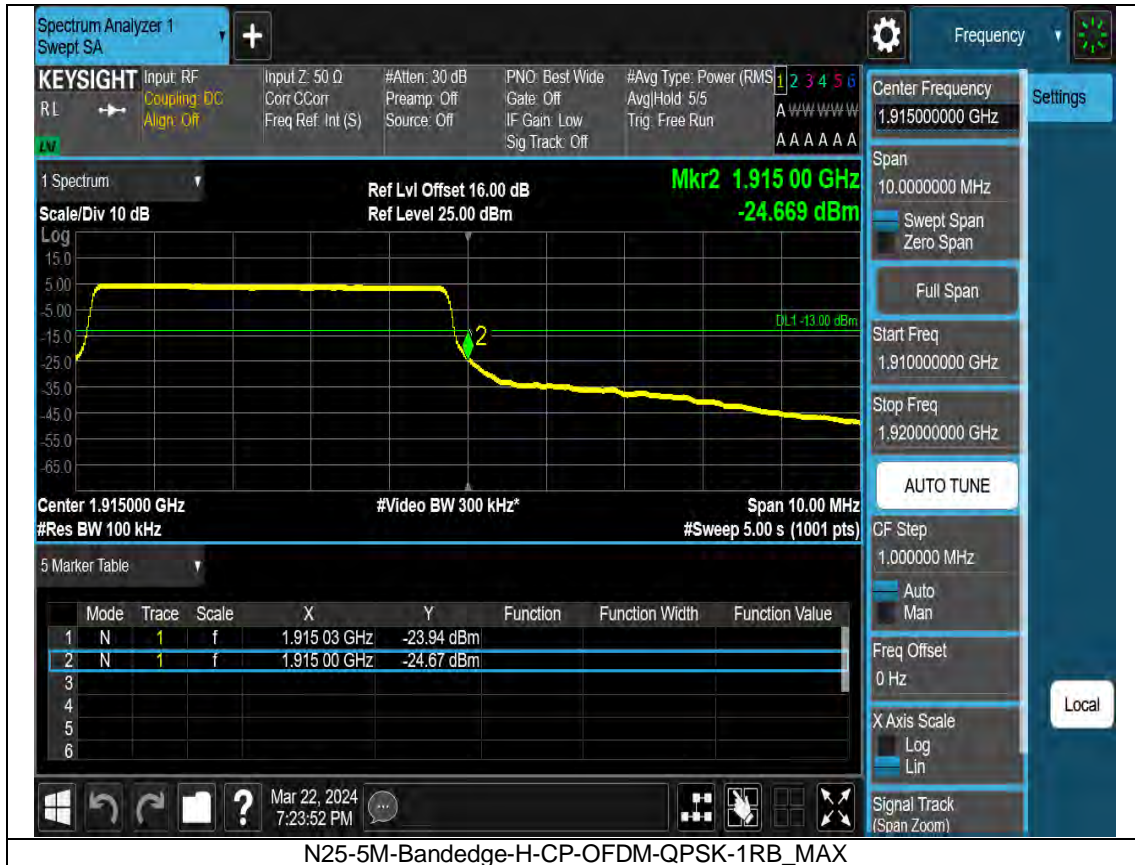 Spectrum Analyzer 1
Swept SA
+
Frequency
KEYSIGHT
RL
Input: RF
Coupling: DC
Align: Off
Input Z: 50 Ω
Corr CCorr
Freq Ref: Int (S)
#Atten: 30 dB
Preamp: Off
Source: Off
PNO: Best Wide
Gate: Off
IF Gain: Low
Sig Track: Off
#Avg Type: Power (RMS
Avg|Hold: 5/5
Trig: Free Run
1 2 3 4 5 6
A W W W W W
A A A A A A
Center Frequency
1.915000000 GHz
Settings
1 Spectrum
Scale/Div 10 dB
Ref Lvl Offset 16.00 dB
Ref Level 25.00 dBm
Mkr2 1.915 00 GHz
-24.669 dBm
Span
10.0000000 MHz
Swept Span
Zero Span
Full Span
Start Freq
1.910000000 GHz
Stop Freq
1.920000000 GHz
AUTO TUNE
CF Step
1.000000 MHz
Auto
Man
Freq Offset
0 Hz
X Axis Scale
Log
Lin
Signal Track
(Span Zoom)
Local
Log
15.0
5.00
-5.00
-15.0
-25.0
-35.0
-45.0
-55.0
-65.0
DL1 -13.00 dBm
2
Center 1.915000 GHz
#Video BW 300 kHz*
Span 10.00 MHz
#Res BW 100 kHz
#Sweep 5.00 s (1001 pts)
5 Marker Table
Mode Trace Scale X Y Function Function Width Function Value
1 N 1 f 1.915 03 GHz -23.94 dBm
2 N 1 f 1.915 00 GHz -24.67 dBm
3
4
5
6
?
Mar 22, 2024
7:23:52 PM
N25-5M-Bandedge-H-CP-OFDM-QPSK-1RB_MAX